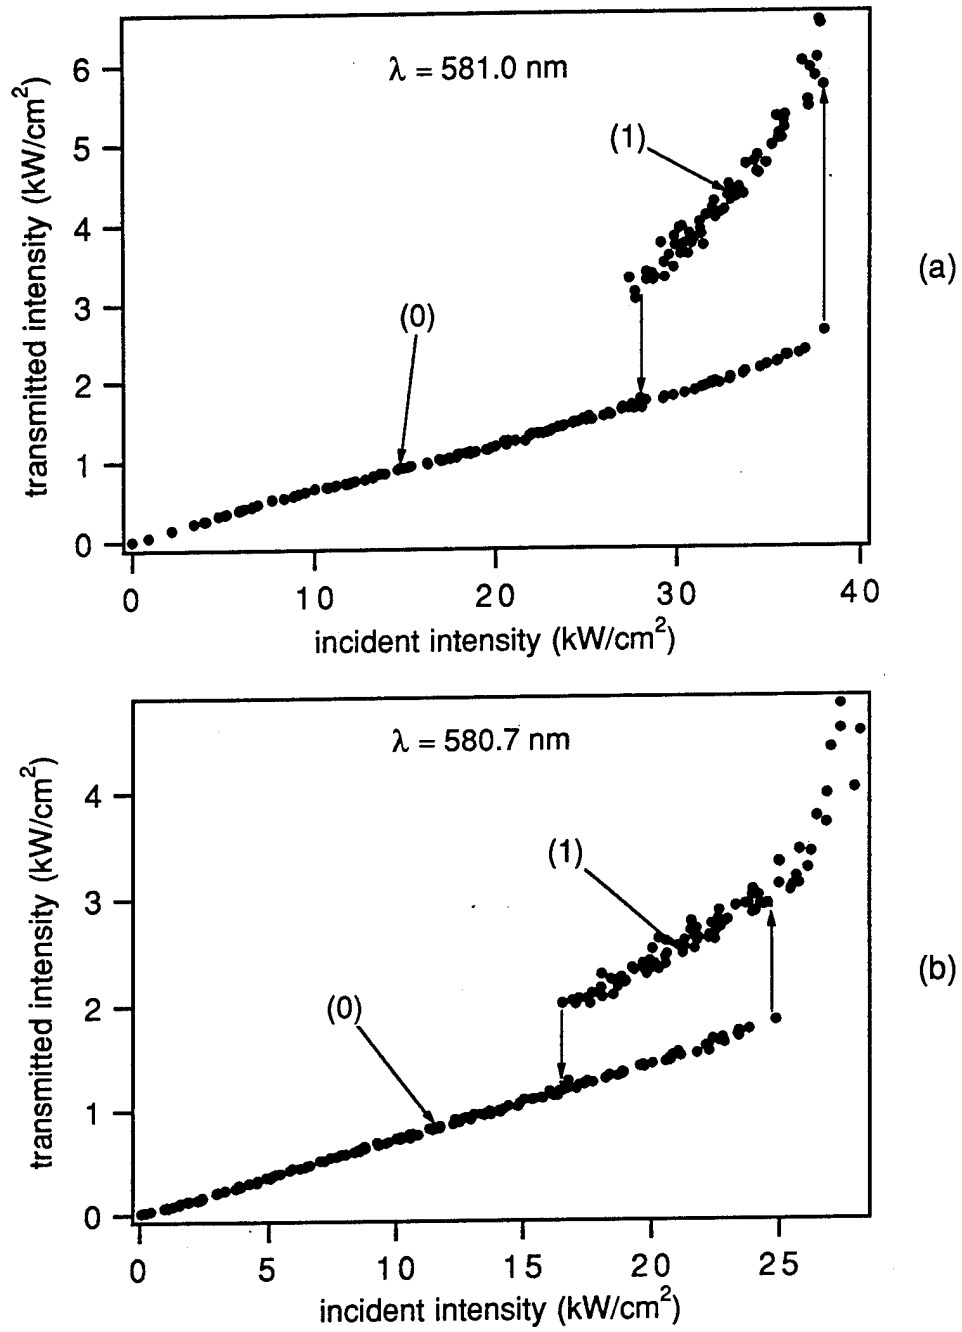 λ = 581.0 nm
transmitted intensity (kW/cm²)
6
5
4
3
2
1
0
(1)
(0)
(a)
0 10 20 30 40
incident intensity (kW/cm²)
λ = 580.7 nm
transmitted intensity (kW/cm²)
4
3
2
1
0
(1)
(0)
(b)
0 5 10 15 20 25
incident intensity (kW/cm²)